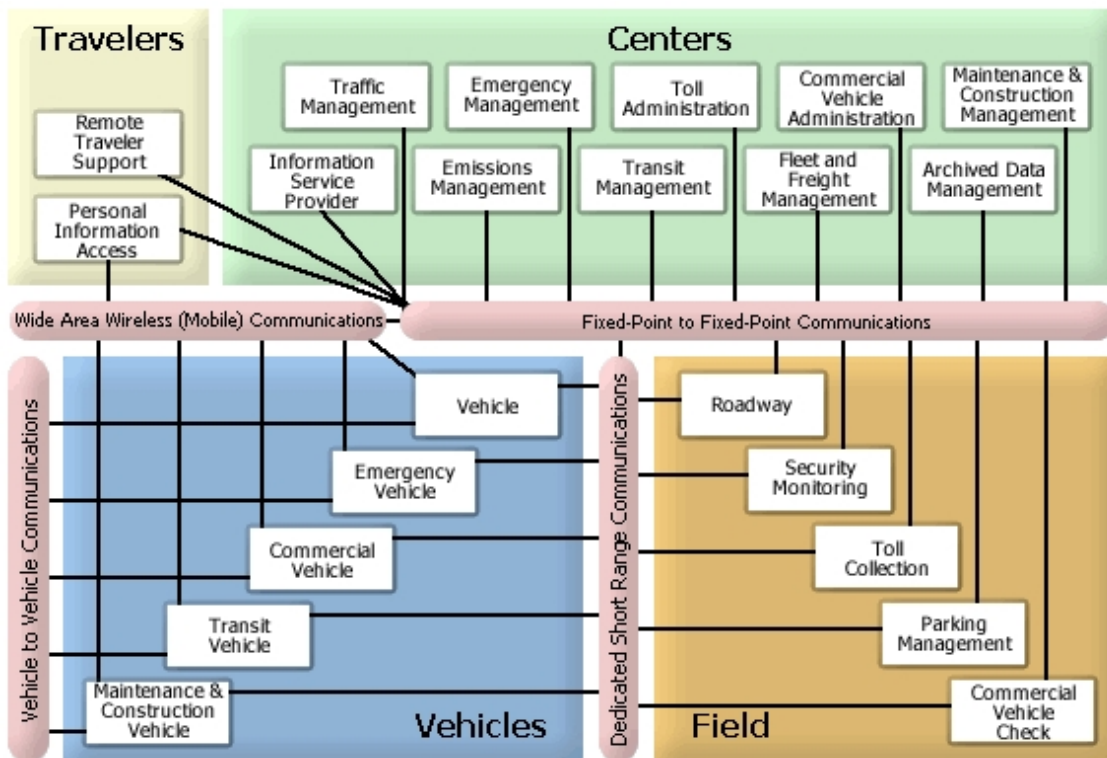 Travelers
Centers
Remote
Traveler
Support
Personal
Information
Access
Traffic
Management
Emergency
Management
Toll
Administration
Commercial
Vehicle
Administration
Maintenance &
Construction
Management
Information
Service
Provider
Emissions
Management
Transit
Management
Fleet and
Freight
Management
Archived Data
Management
Wide Area Wireless (Mobile) Communications
Fixed-Point to Fixed-Point Communications
Vehicle to Vehicle Communications
Vehicle
Emergency
Vehicle
Commercial
Vehicle
Transit
Vehicle
Maintenance &
Construction
Vehicle
Vehicles
Dedicated Short Range Communications
Roadway
Security
Monitoring
Toll
Collection
Parking
Management
Commercial
Vehicle
Check
Field